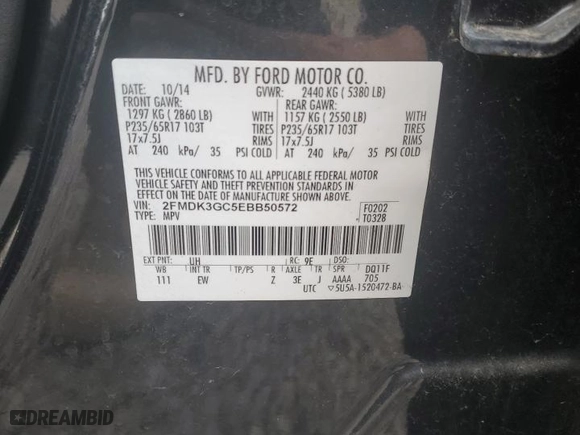 MFD. BY FORD MOTOR CO.
DATE: 10/14 GVWR: 2440 KG ( 5380 LB)
FRONT GAWR: REAR GAWR:
1297 KG ( 2860 LB) WITH 1157 KG ( 2550 LB) WITH
P235/65R17 103T TIRES P235/65R17 103T TIRES
17x7.5J RIMS 17x7.5J RIMS
AT 240 kPa/ 35 PSI COLD AT 240 kPa/ 35 PSI COLD
THIS VEHICLE CONFORMS TO ALL APPLICABLE FEDERAL MOTOR
VEHICLE SAFETY AND THEFT PREVENTION STANDARDS IN
EFFECT ON THE DATE OF MANUFACTURE SHOWN ABOVE.
VIN: 2FMDK3GC5EBB50572 F0202
TYPE: MPV T0328
EXT PNT: UH RC: 9E DSO: DQ11F
WB INT TR TP/PS R AXLE TR SPR 705
111 EW Z 3E J AAAA
UTC ▽5U5A-1520472-BA
DREAMBID